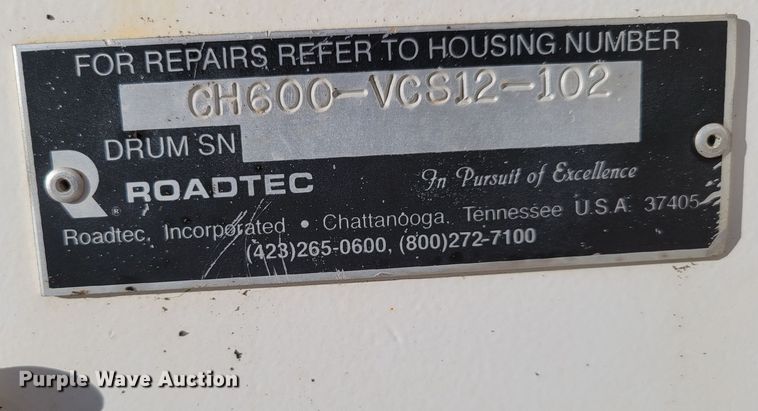 FOR REPAIRS REFER TO HOUSING NUMBER
CH600-VCS12-102
DRUM SN
R ® ROADTEC In Pursuit of Excellence
Roadtec, Incorporated • Chattanooga, Tennessee U.S.A. 37405
(423)265-0600, (800)272-7100
Purple Wave Auction